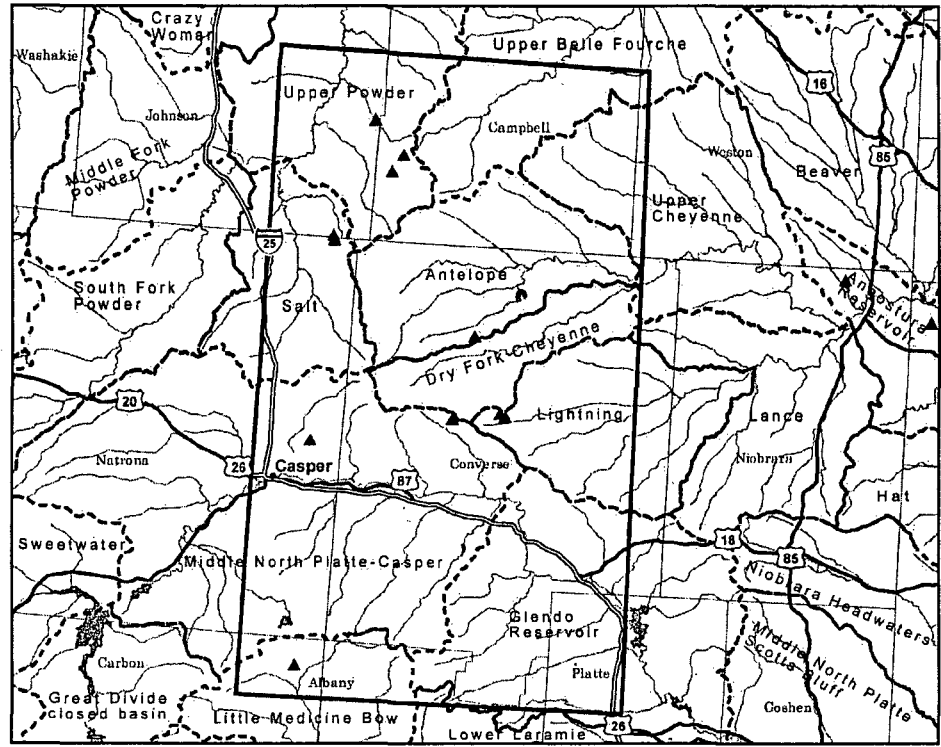 Crazy
Woman
Washakie
Upper Belle Fourche
16
Upper Powder
Johnson
Campbell
85
Middle Fork
Powder
Weston
Beaver
Upper
Cheyenne
25
South Fork
Powder
Antelope
Angostura
Reservoir
Salt
Dry Fork Cheyenne
20
Lightning
Lance
Natrona
26
Casper
87
Converse
Niobrara
Hat
Sweetwater
18
85
Middle North Platte-Casper
Niobrara Headwaters
Glendo
Reservoir
Middle North Platte
Scotts Bluff
Carbon
Albany
Platte
Great Divide
closed basin
Little Medicine Bow
Goshen
26
Lower Laramie